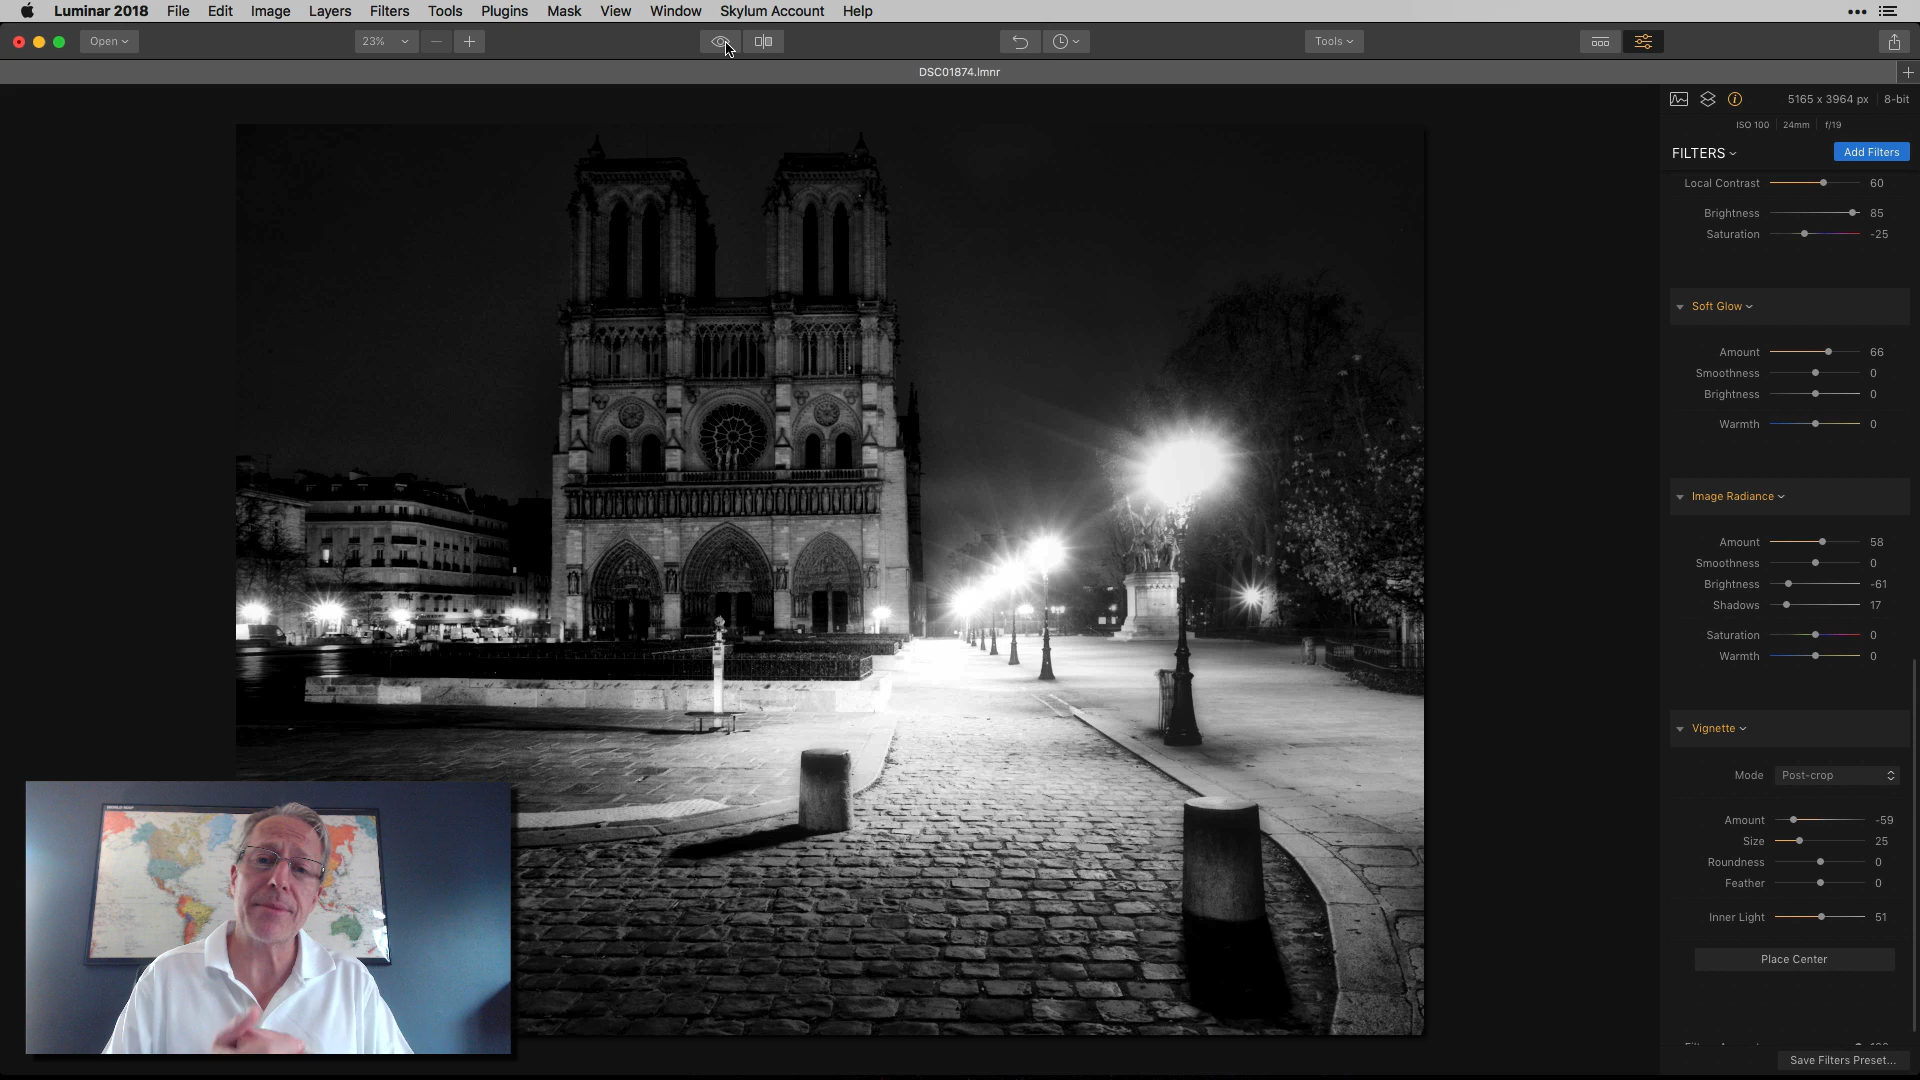 Luminar 2018 File Edit Image Layers Filters Tools Plugins Mask View Window Skylum Account Help
Open 23% Tools
DSC01874.lmnr
5165 x 3964 px 8-bit
ISO 100 24mm f/19
FILTERS Add Filters
Local Contrast 60
Brightness 85
Saturation -25
Soft Glow
Amount 66
Smoothness 0
Brightness 0
Warmth 0
Image Radiance
Amount 58
Smoothness 0
Brightness -61
Shadows 17
Saturation 0
Warmth 0
Vignette
Mode Post-crop
Amount -59
Size 25
Roundness 0
Feather 0
Inner Light 51
Place Center
Save Filters Preset...